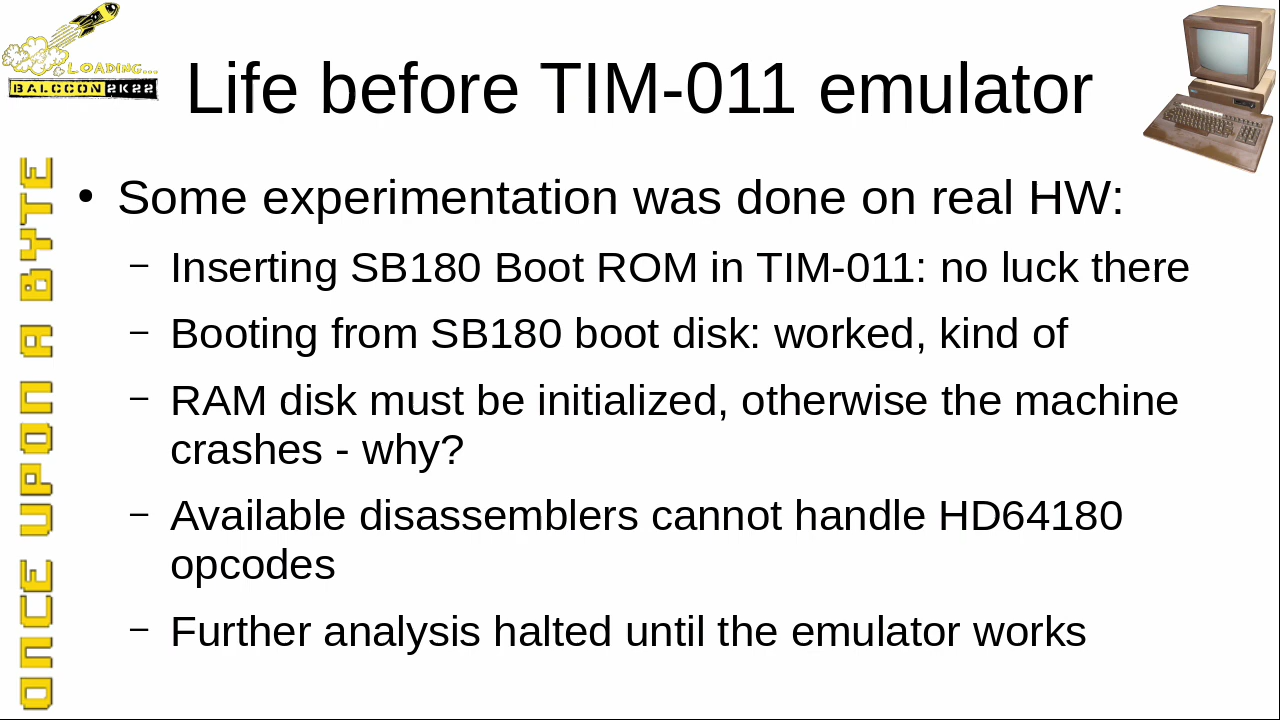 LOADING...
BALCCON2K22
Life before TIM-011 emulator
ONCE UPON A BYTE
• Some experimentation was done on real HW:
– Inserting SB180 Boot ROM in TIM-011: no luck there
– Booting from SB180 boot disk: worked, kind of
– RAM disk must be initialized, otherwise the machine
crashes - why?
– Available disassemblers cannot handle HD64180
opcodes
– Further analysis halted until the emulator works